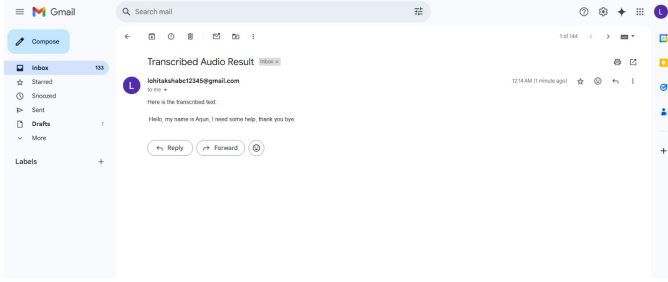 Gmail
Search mail
Compose
1 of 144
Inbox 133
Starred
Snoozed
Sent
Drafts 1
More
Labels
Transcribed Audio Result Inbox x
L
lohitakshabc12345@gmail.com 12:14 AM (1 minute ago)
to me
Here is the transcribed text:
Hello, my name is Arjun, I need some help, thank you bye
Reply Forward
L